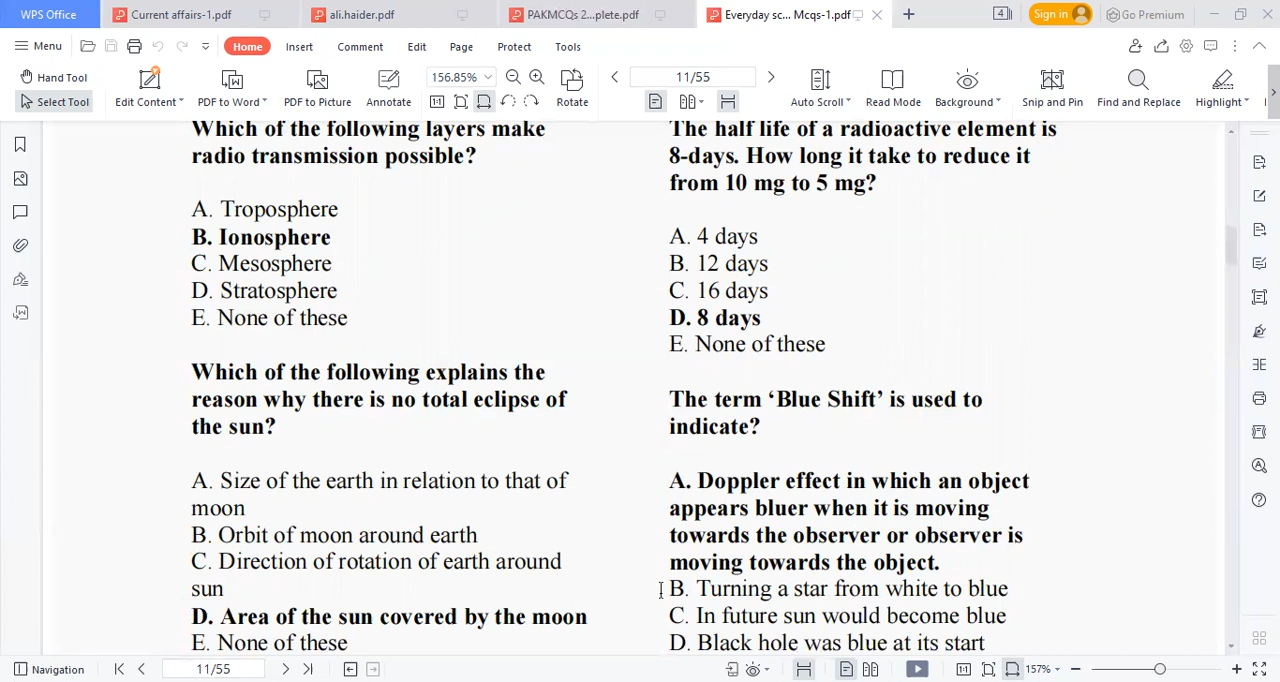 WPS Office
Current affairs-1.pdf
ali.haider.pdf
PAKMCQs 2...plete.pdf
Everyday sc... Mcqs-1.pdf
4
Sign in
Go Premium
Menu
Home
Insert
Comment
Edit
Page
Protect
Tools
Hand Tool
Select Tool
Edit Content
PDF to Word
PDF to Picture
Annotate
156.85%
Rotate
11/55
Auto Scroll
Read Mode
Background
Snip and Pin
Find and Replace
Highlight
Which of the following layers make
radio transmission possible?
A. Troposphere
B. Ionosphere
C. Mesosphere
D. Stratosphere
E. None of these
Which of the following explains the
reason why there is no total eclipse of
the sun?
A. Size of the earth in relation to that of
moon
B. Orbit of moon around earth
C. Direction of rotation of earth around
sun
D. Area of the sun covered by the moon
E. None of these
The half life of a radioactive element is
8-days. How long it take to reduce it
from 10 mg to 5 mg?
A. 4 days
B. 12 days
C. 16 days
D. 8 days
E. None of these
The term ‘Blue Shift’ is used to
indicate?
A. Doppler effect in which an object
appears bluer when it is moving
towards the observer or observer is
moving towards the object.
B. Turning a star from white to blue
C. In future sun would become blue
D. Black hole was blue at its start
Navigation
11/55
157%